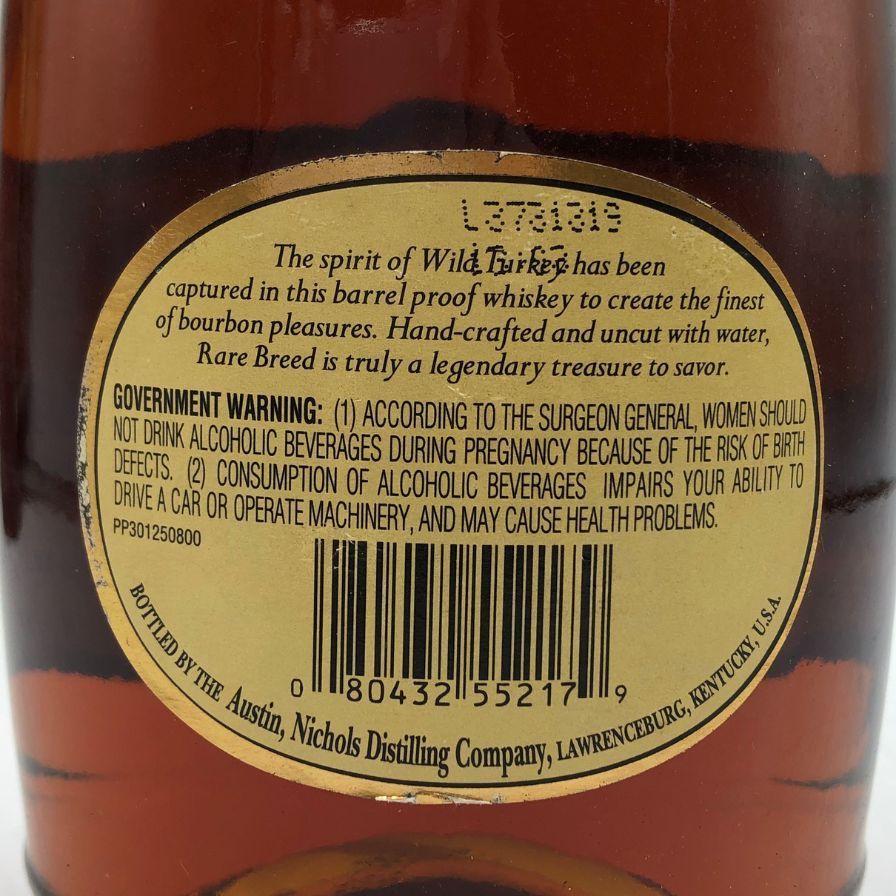 L3731319
The spirit of Wild Turkey has been
captured in this barrel proof whiskey to create the finest
of bourbon pleasures. Hand-crafted and uncut with water,
Rare Breed is truly a legendary treasure to savor.
GOVERNMENT WARNING: (1) ACCORDING TO THE SURGEON GENERAL, WOMEN SHOULD
NOT DRINK ALCOHOLIC BEVERAGES DURING PREGNANCY BECAUSE OF THE RISK OF BIRTH
DEFECTS. (2) CONSUMPTION OF ALCOHOLIC BEVERAGES IMPAIRS YOUR ABILITY TO
DRIVE A CAR OR OPERATE MACHINERY, AND MAY CAUSE HEALTH PROBLEMS.
PP301250800
0 80432 55217 9
BOTTLED BY THE Austin, Nichols Distilling Company, LAWRENCEBURG, KENTUCKY, U.S.A.